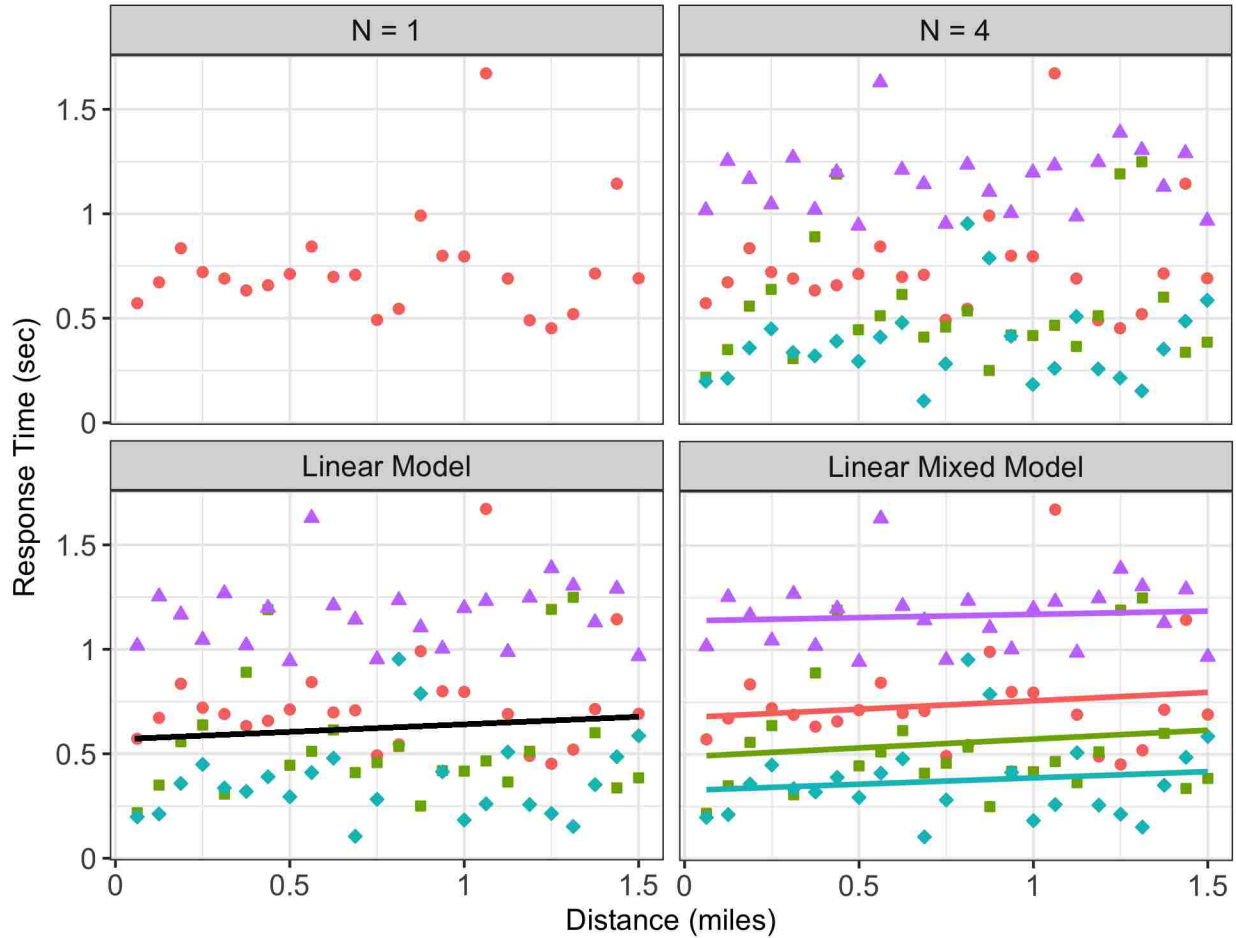 N = 1
N = 4
1.5
1
0.5
0
Linear Model
Linear Mixed Model
1.5
1
0.5
0
0 0.5 1 1.5
0 0.5 1 1.5
Response Time (sec)
Distance (miles)